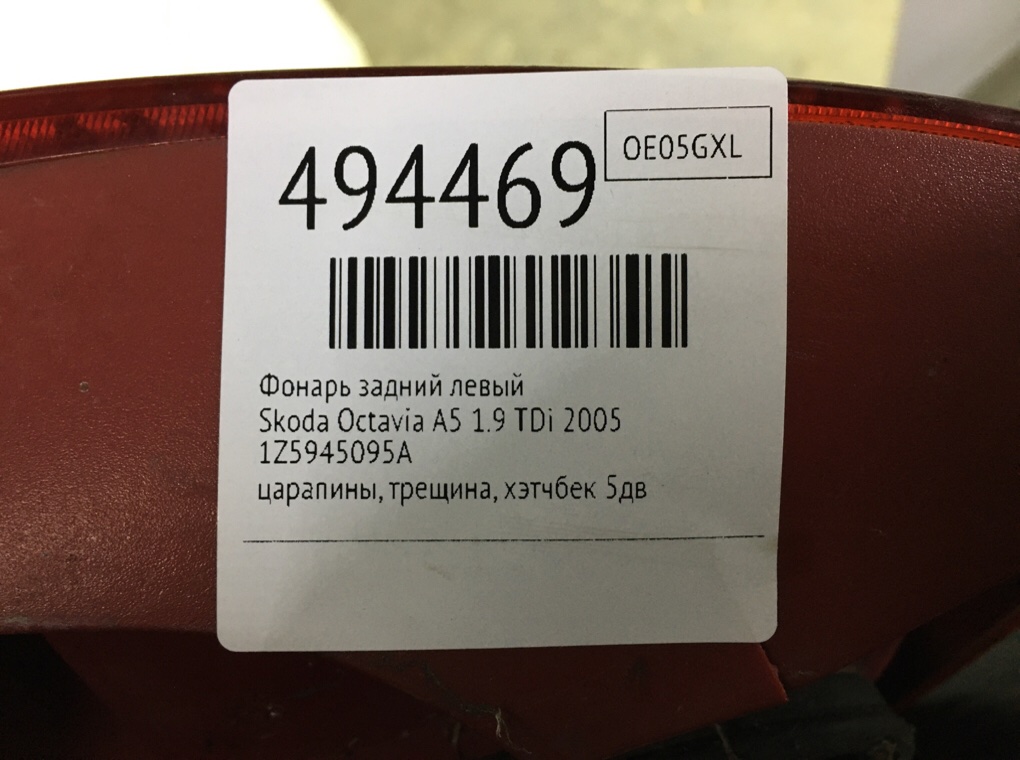 494469
OE05GXL
Фонарь задний левый
Skoda Octavia A5 1.9 TDi 2005
1Z5945095A
царапины, трещина, хэтчбек 5дв